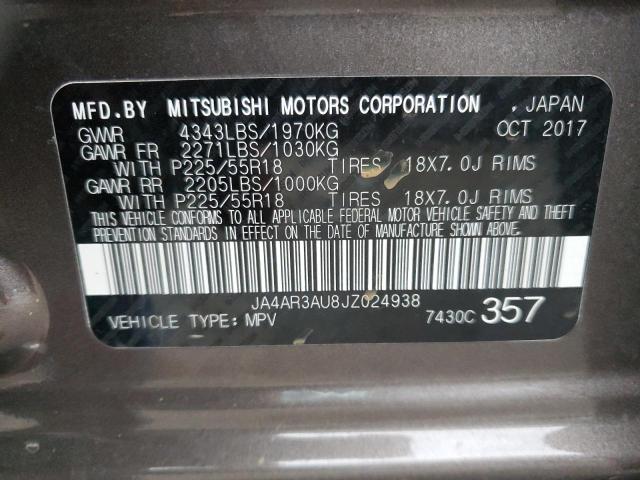 MFD.BY MITSUBISHI MOTORS CORPORATION , JAPAN
GVWR 4343LBS/1970KG OCT 2017
GAWR FR 2271LBS/1030KG
WITH P225/55R18 TIRES 18X7.0J RIMS
GAWR RR 2205LBS/1000KG
WITH P225/55R18 TIRES 18X7.0J RIMS
THIS VEHICLE CONFORMS TO ALL APPLICABLE FEDERAL MOTOR VEHICLE SAFETY AND THEFT
PREVENTION STANDARDS IN EFFECT ON THE DATE OF MANUFACTURE SHOWN ABOVE.
JA4AR3AU8JZ024938
VEHICLE TYPE: MPV 7430C 357